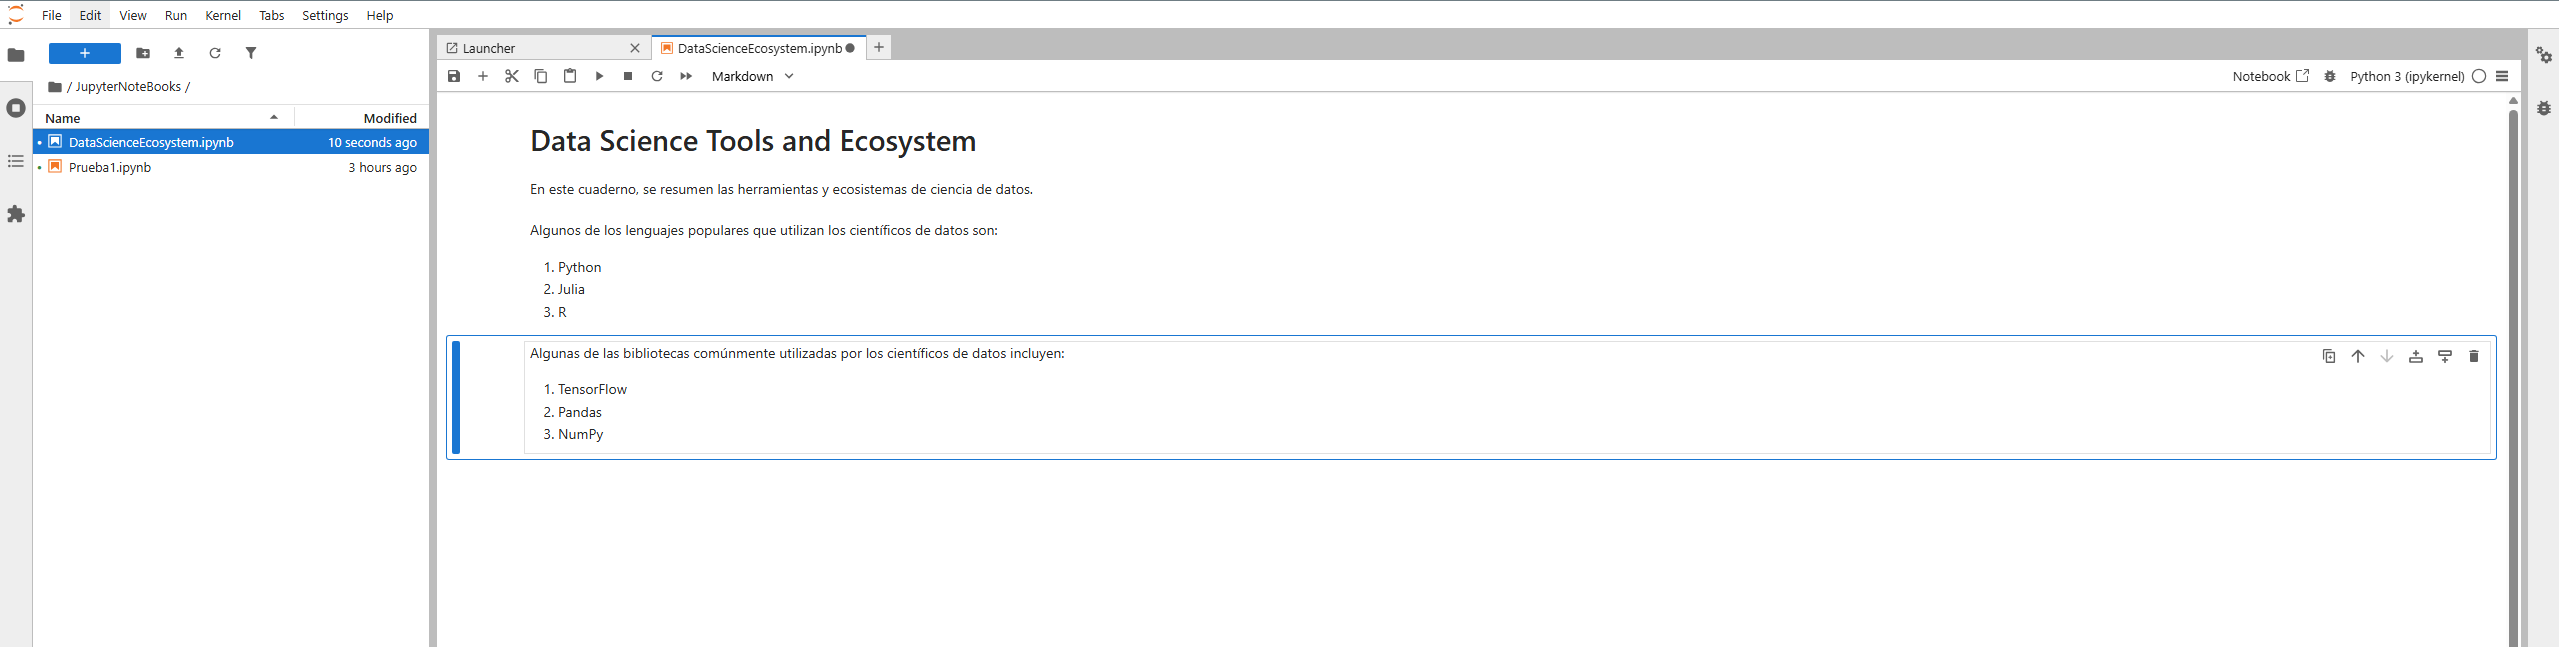 File Edit View Run Kernel Tabs Settings Help
+
/ JupyterNoteBooks /
Name Modified
DataScienceEcosystem.ipynb 10 seconds ago
Prueba1.ipynb 3 hours ago
Launcher DataScienceEcosystem.ipynb
Markdown Notebook Python 3 (ipykernel)
Data Science Tools and Ecosystem
En este cuaderno, se resumen las herramientas y ecosistemas de ciencia de datos.
Algunos de los lenguajes populares que utilizan los científicos de datos son:
1. Python
2. Julia
3. R
Algunas de las bibliotecas comúnmente utilizadas por los científicos de datos incluyen:
1. TensorFlow
2. Pandas
3. NumPy